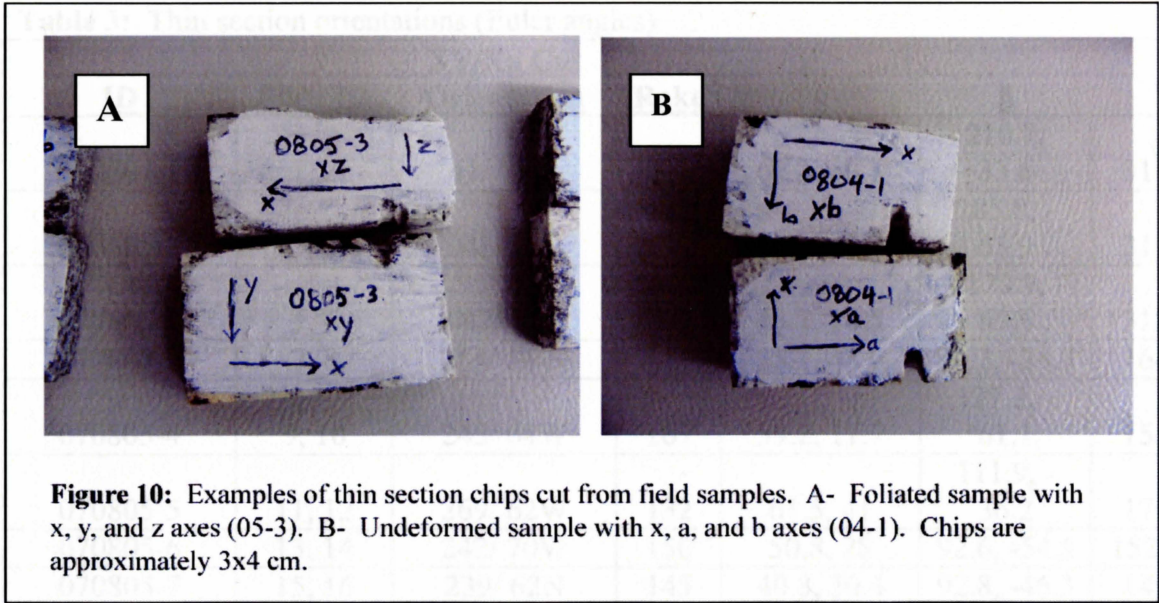 A
0805-3
xz
z
x
y
0805-3
xy
x
B
x
0804-1
b xb
x
0804-1
xa
a
Figure 10: Examples of thin section chips cut from field samples. A- Foliated sample with
x, y, and z axes (05-3). B- Undeformed sample with x, a, and b axes (04-1). Chips are
approximately 3x4 cm.